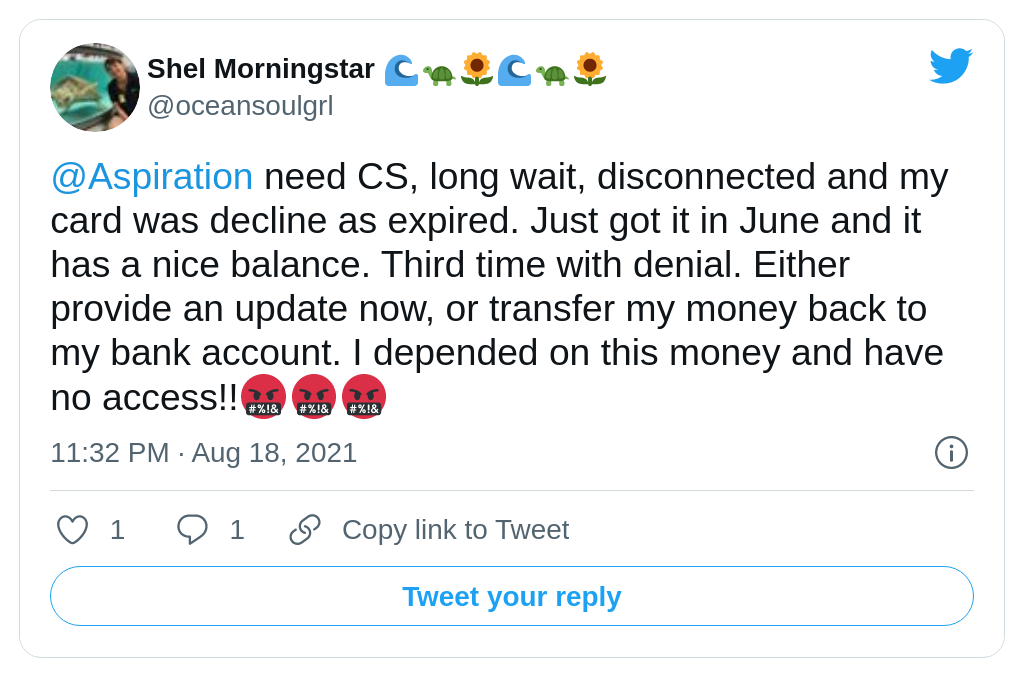 Shel Morningstar 🌊🐢🌻🌊🐢🌻
@oceansoulgrl
@Aspiration need CS, long wait, disconnected and my
card was decline as expired. Just got it in June and it
has a nice balance. Third time with denial. Either
provide an update now, or transfer my money back to
my bank account. I depended on this money and have
no access!!🤬🤬🤬
11:32 PM · Aug 18, 2021
1 1 Copy link to Tweet
Tweet your reply